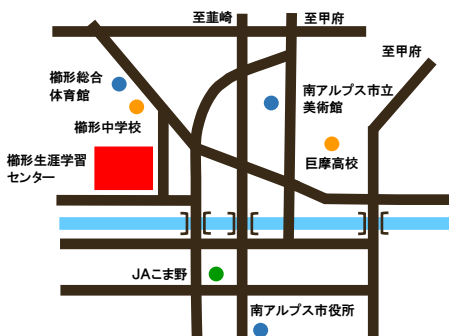 至韮崎
至甲府
至甲府
櫛形総合
体育館
南アルプス市立
美術館
櫛形中学校
巨摩高校
櫛形生涯学習
センター
JAこま野
南アルプス市役所